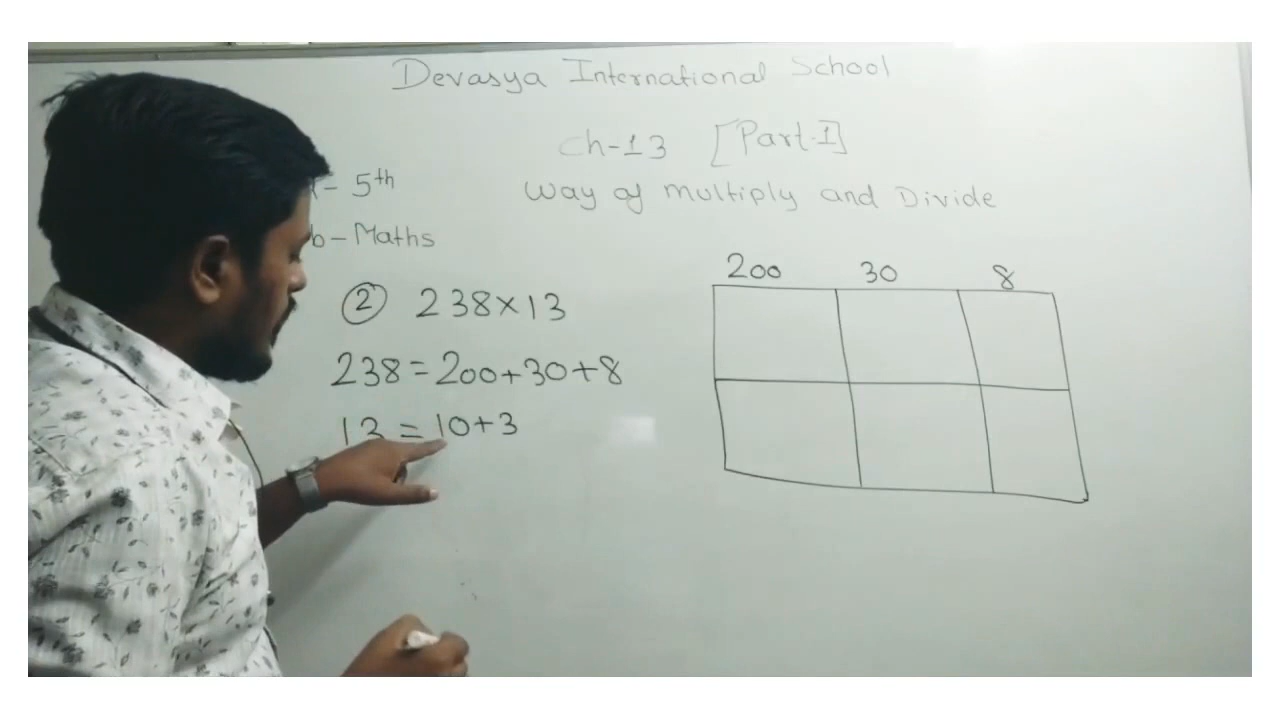 Devasya International School
Ch-13 [Part-I]
- 5th
Way of multiply and Divide
- Maths
② 238×13
238=200+30+8
13=10+3
200 30 8